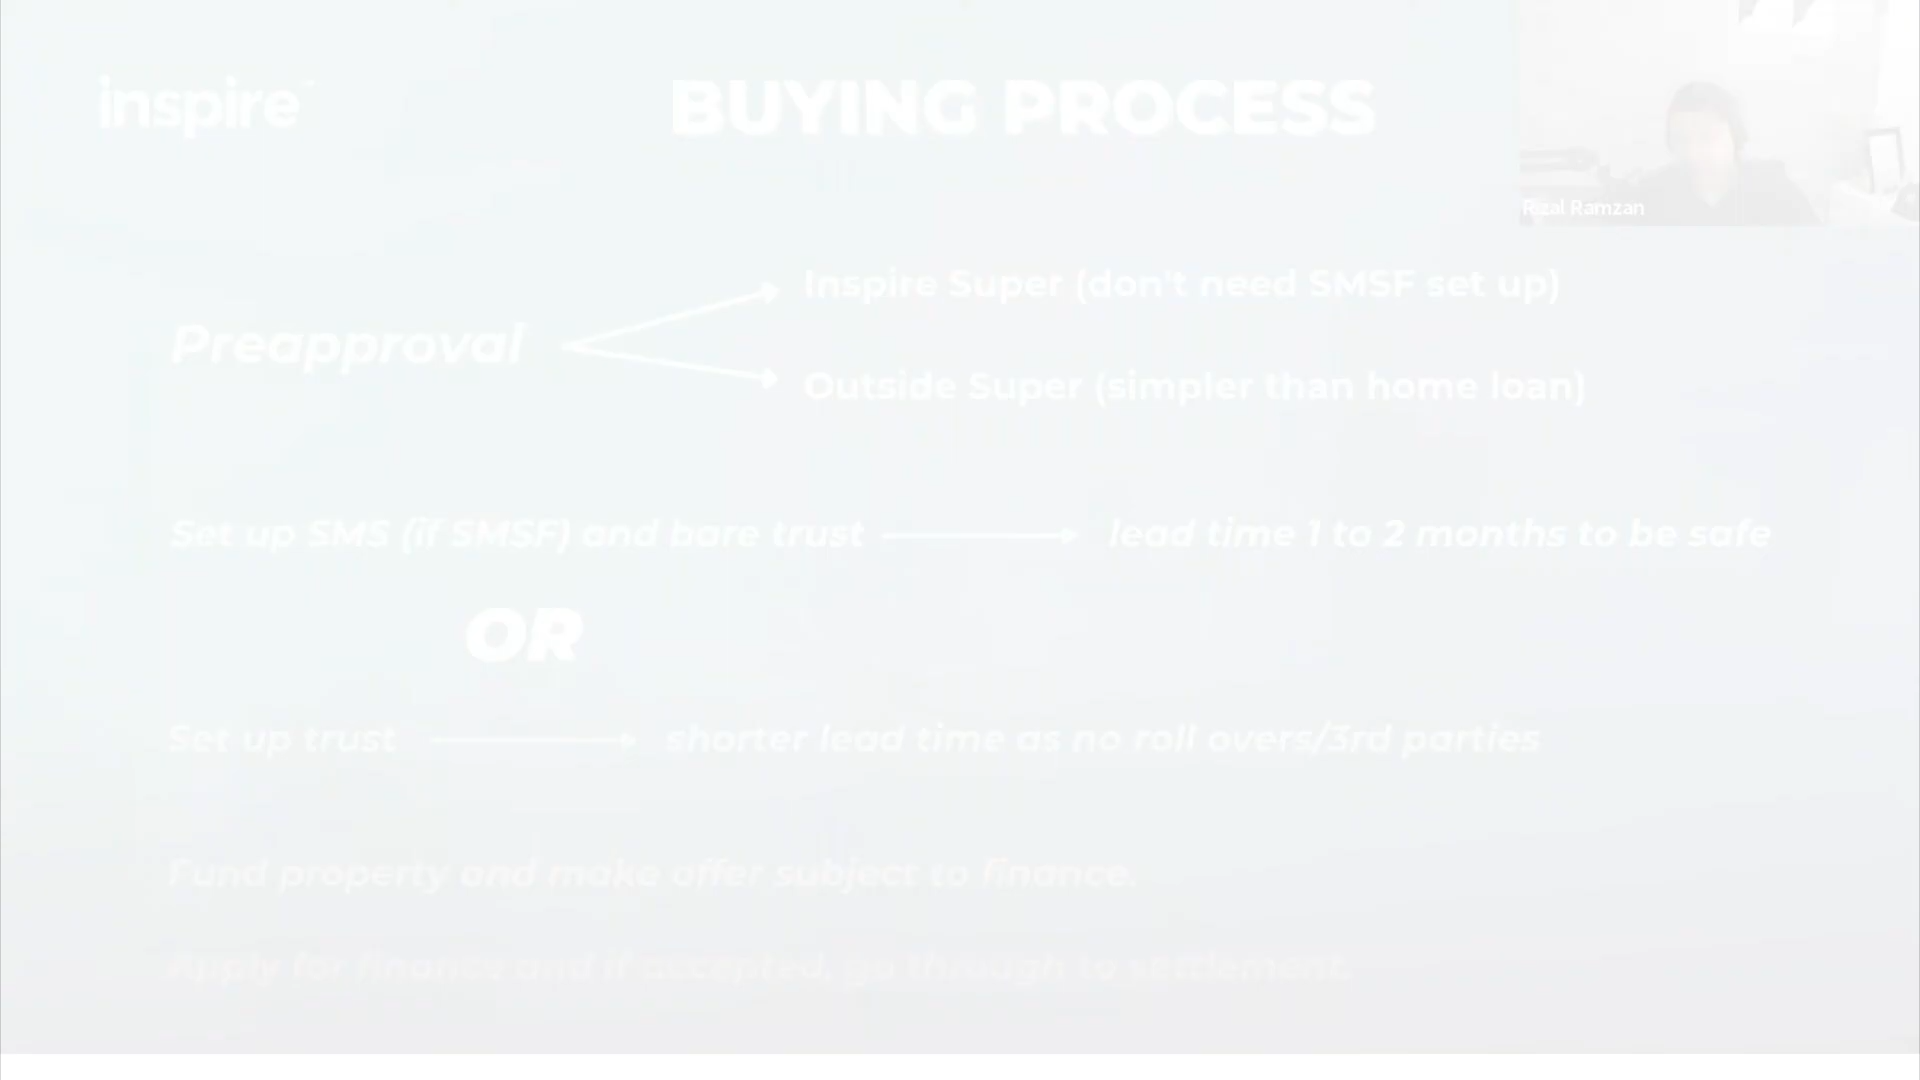 inspire
BUYING PROCESS
Rizal Ramzan
Inspire Super (don't need SMSF set up)
Preapproval
Outside Super (simpler than home loan)
Set up SMS (if SMSF) and bare trust
lead time 1 to 2 months to be safe
OR
Set up trust
shorter lead time as no roll overs/3rd parties
Fund property and make offer subject to finance.
Apply for finance and if accepted, go through to settlement.